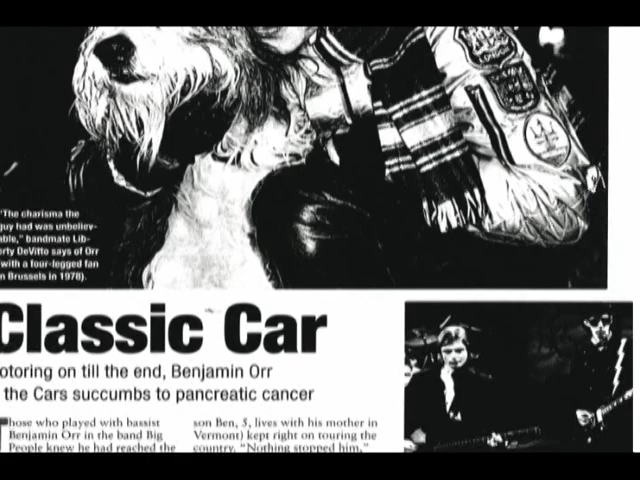 "The charisma the
guy had was unbeliev-
able," bandmate Lib-
erty DeVitto says of Orr
with a four-legged fan
n Brussels in 1978).
LONDON
Classic Car
otoring on till the end, Benjamin Orr
the Cars succumbs to pancreatic cancer
Those who played with bassist
Benjamin Orr in the band Big
People knew he had reached the
son Ben, 5, lives with his mother in
Vermont) kept right on touring the
country. "Nothing stopped him,"